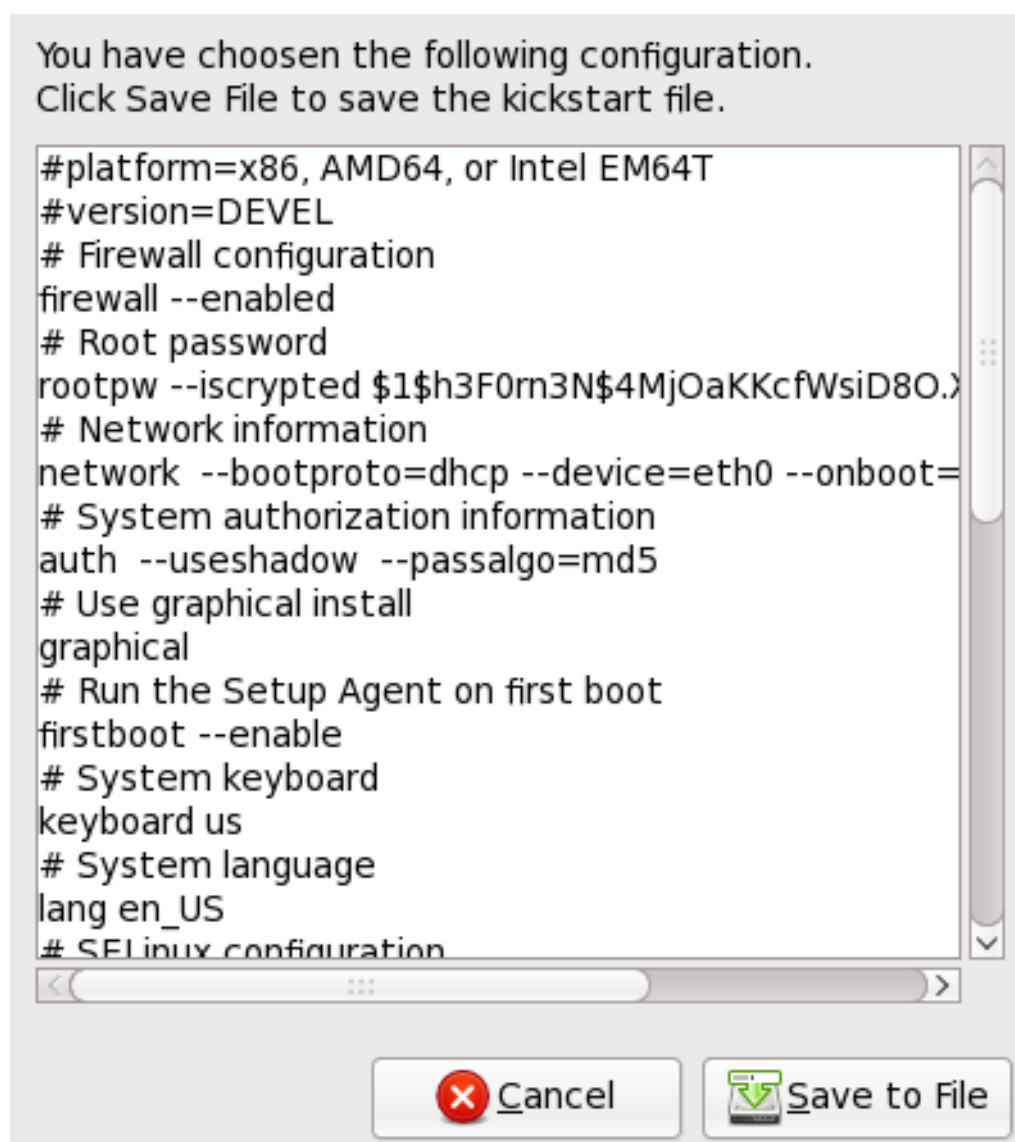 You have choosen the following configuration.
Click Save File to save the kickstart file.
#platform=x86, AMD64, or Intel EM64T
#version=DEVEL
# Firewall configuration
firewall --enabled
# Root password
rootpw --iscrypted $1$h3F0rn3N$4MjOaKKcfWsiD8O.X
# Network information
network  --bootproto=dhcp --device=eth0 --onboot=
# System authorization information
auth  --useshadow  --passalgo=md5
# Use graphical install
graphical
# Run the Setup Agent on first boot
firstboot --enable
# System keyboard
keyboard us
# System language
lang en_US
# SELinux configuration
Cancel
Save to File